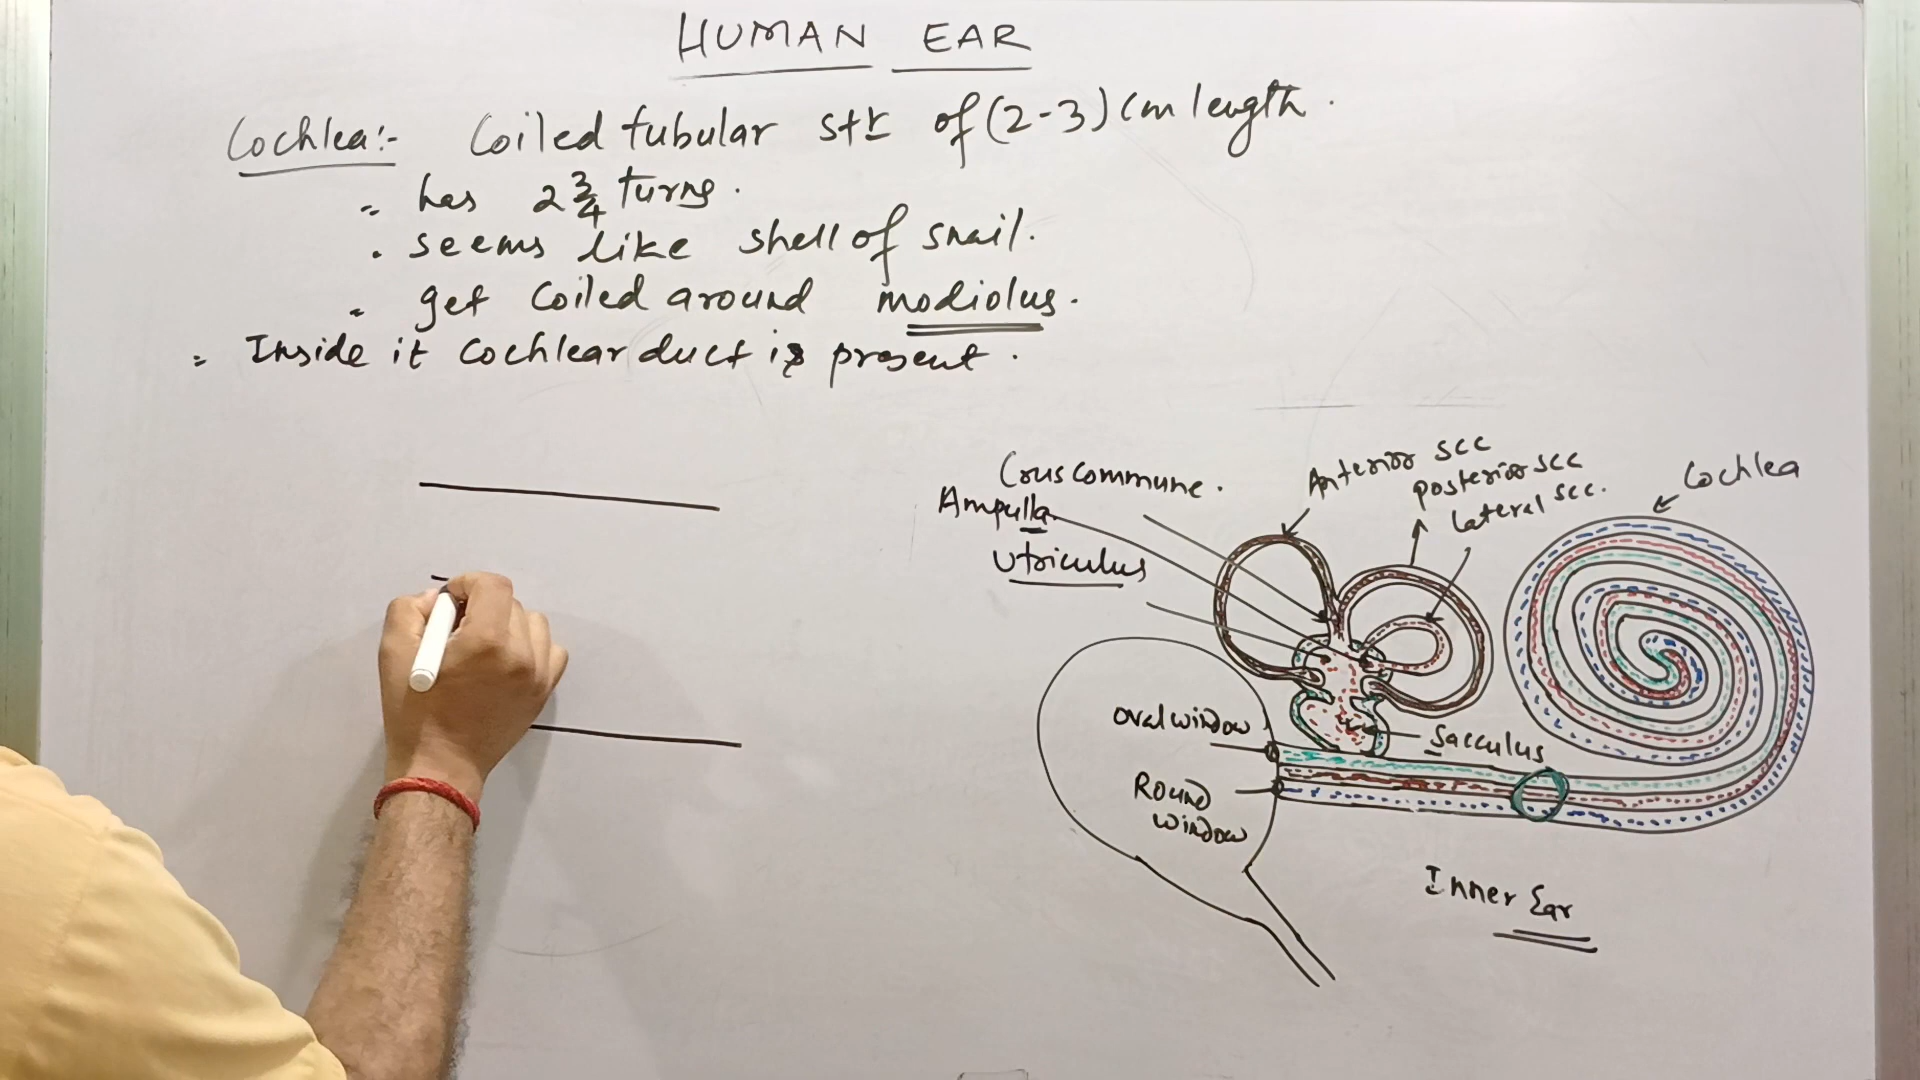 HUMAN EAR
Cochlea:- Coiled tubular str of (2-3) cm length.
has 2 3/4 turns.
seems like shell of snail.
get coiled around modiolus.
Inside it cochlear duct is present.
Crus commune.
Ampulla
Utriculus
Anterior SCC
posterior SCC
lateral SCC.
Cochlea
oval window
Sacculus
Round
window
Inner Ear